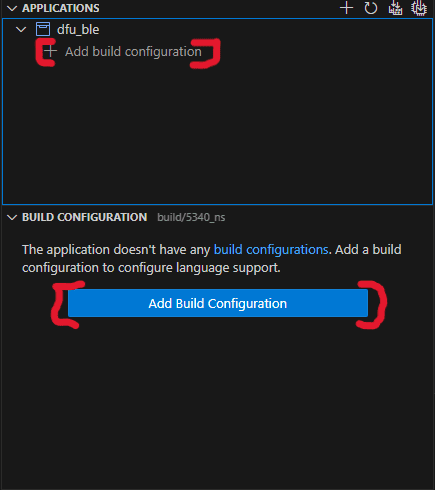 APPLICATIONS
dfu_ble
Add build configuration
BUILD CONFIGURATION build/5340_ns
The application doesn't have any build configurations. Add a build
configuration to configure language support.
Add Build Configuration